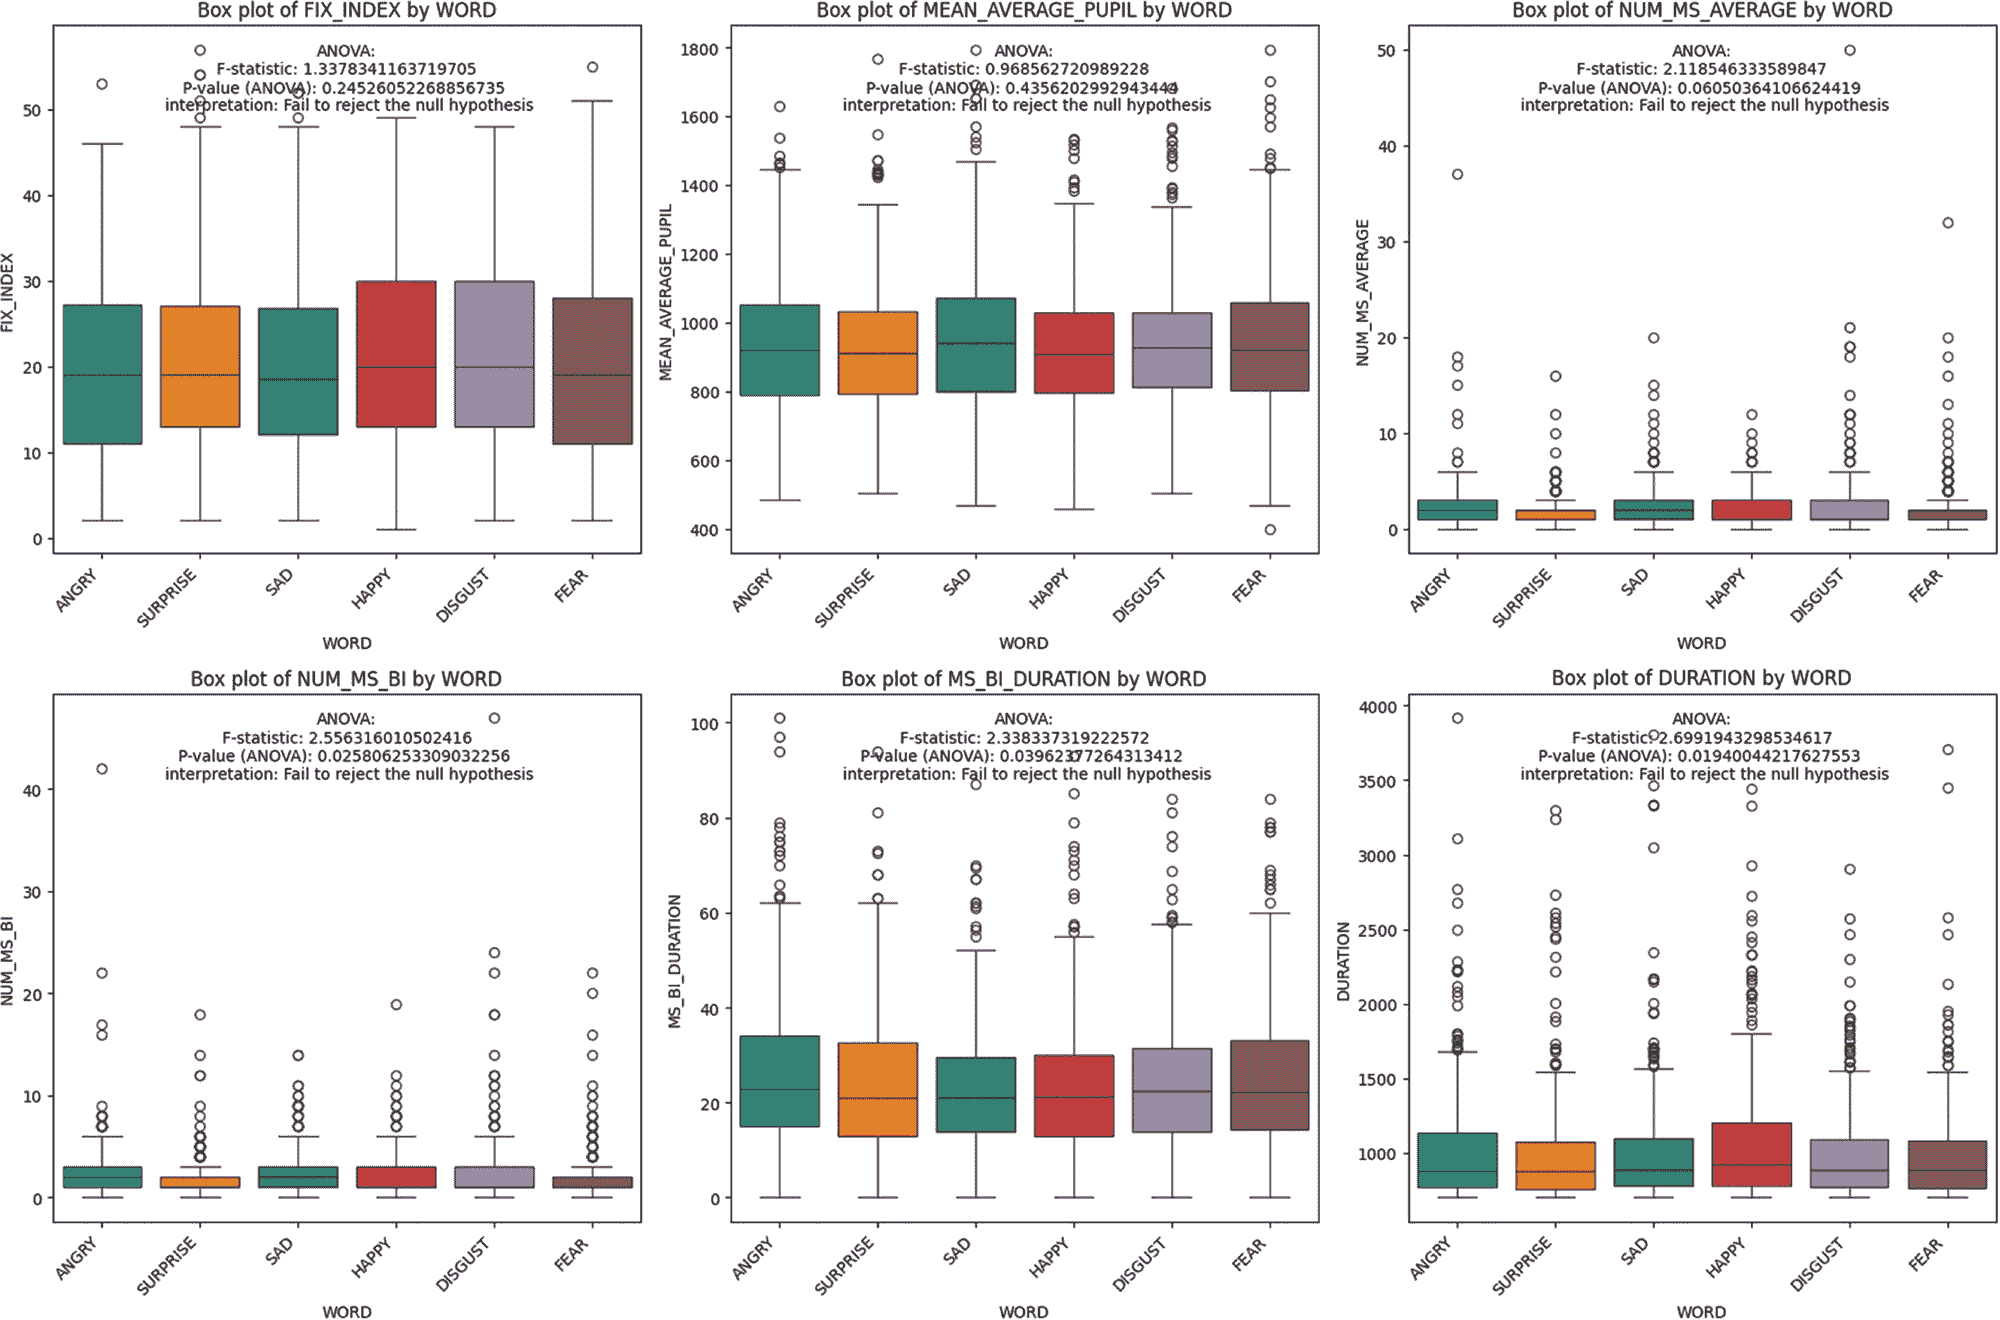 Box plot of FIX_INDEX by WORD
ANOVA:
F-statistic: 1.3378341163719705
P-value (ANOVA): 0.24526052268856735
interpretation: Fail to reject the null hypothesis
FIX_INDEX
50
40
30
20
10
0
ANGRY
SURPRISE
SAD
HAPPY
DISGUST
FEAR
WORD
Box plot of MEAN_AVERAGE_PUPIL by WORD
ANOVA:
F-statistic: 0.968562720989228
P-value (ANOVA): 0.4356202992943444
interpretation: Fail to reject the null hypothesis
MEAN_AVERAGE_PUPIL
1800
1600
1400
1200
1000
800
600
400
ANGRY
SURPRISE
SAD
HAPPY
DISGUST
FEAR
WORD
Box plot of NUM_MS_AVERAGE by WORD
ANOVA:
F-statistic: 2.118546333589847
P-value (ANOVA): 0.06050364106624419
interpretation: Fail to reject the null hypothesis
NUM_MS_AVERAGE
50
40
30
20
10
0
ANGRY
SURPRISE
SAD
HAPPY
DISGUST
FEAR
WORD
Box plot of NUM_MS_BI by WORD
ANOVA:
F-statistic: 2.556316010502416
P-value (ANOVA): 0.025806253309032256
interpretation: Fail to reject the null hypothesis
NUM_MS_BI
40
30
20
10
0
ANGRY
SURPRISE
SAD
HAPPY
DISGUST
FEAR
WORD
Box plot of MS_BI_DURATION by WORD
ANOVA:
F-statistic: 2.338337319222572
P-value (ANOVA): 0.03962377264313412
interpretation: Fail to reject the null hypothesis
MS_BI_DURATION
100
80
60
40
20
0
ANGRY
SURPRISE
SAD
HAPPY
DISGUST
FEAR
WORD
Box plot of DURATION by WORD
ANOVA:
F-statistic: 2.6991943298534617
P-value (ANOVA): 0.01940044217627553
interpretation: Fail to reject the null hypothesis
DURATION
4000
3500
3000
2500
2000
1500
1000
ANGRY
SURPRISE
SAD
HAPPY
DISGUST
FEAR
WORD